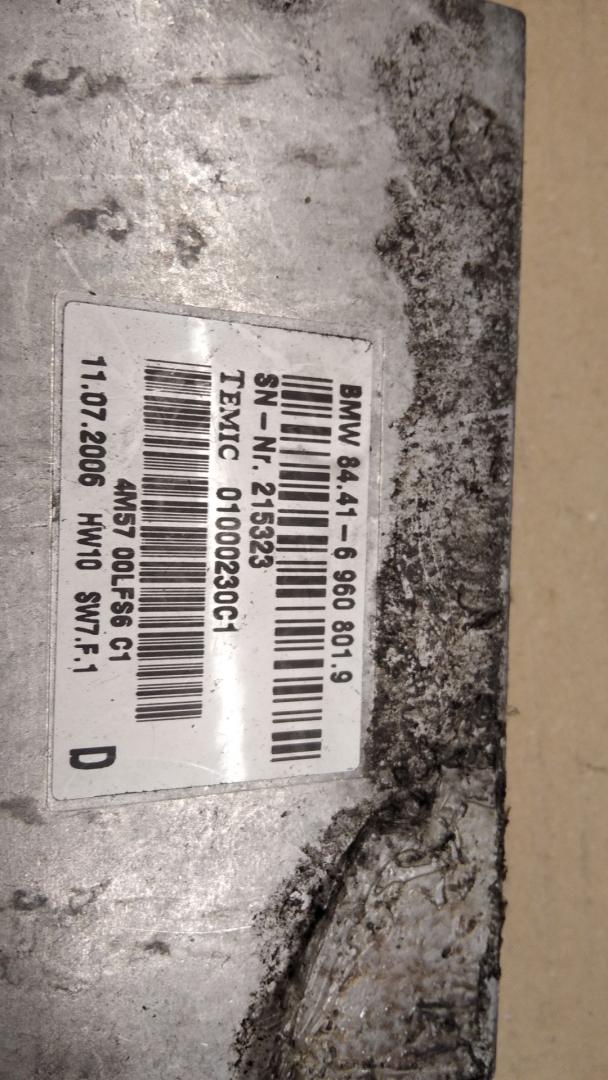 BMW 84.41-6 960 801.9
SN-Nr. 215323
TEMIC 01000230C1
4M57 00LFS6 C1
11.07.2006 HW10 SW7.F.1 D